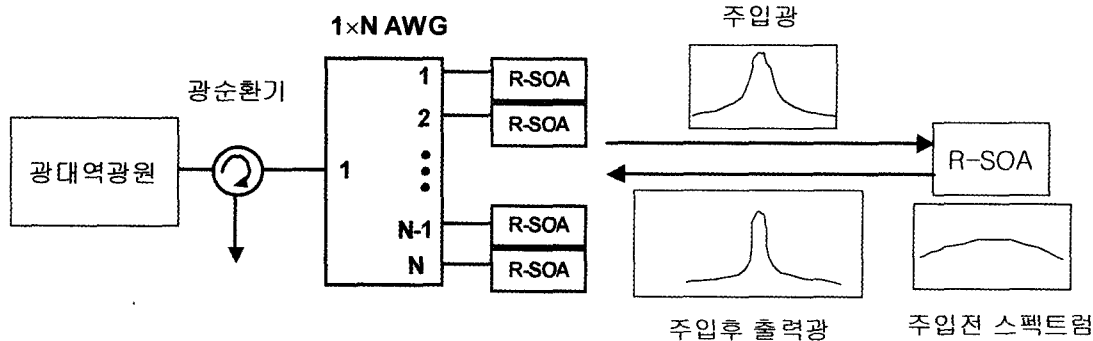 1×N AWG
광순환기
광대역광원
1
1
2
N-1
N
R-SOA
R-SOA
R-SOA
R-SOA
주입광
R-SOA
주입후 출력광
주입전 스펙트럼